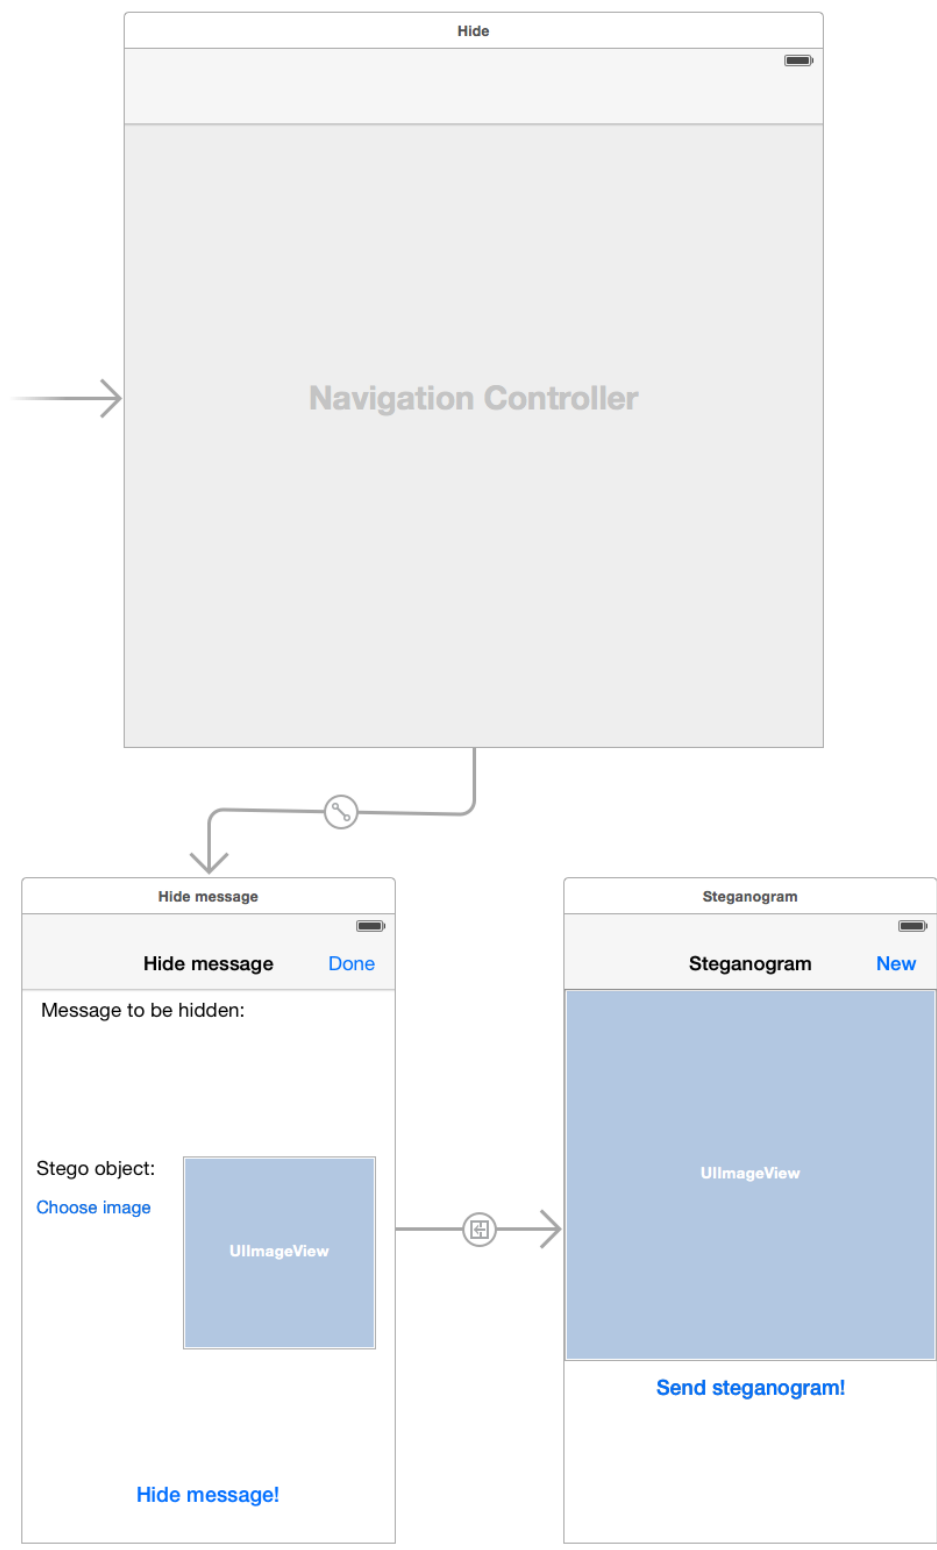 Hide
Navigation Controller
Hide message
Hide message
Done
Message to be hidden:
Stego object:
Choose image
UIImageView
Hide message!
Steganogram
Steganogram
New
UIImageView
Send steganogram!